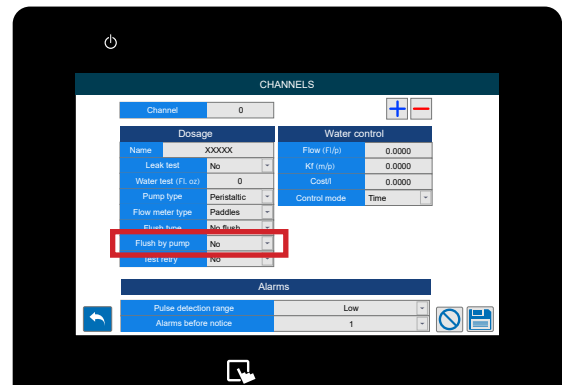 CHANNELS
Channel 0
Dosage
Name XXXXX
Leak test No
Water test (Fl. oz) 0
Pump type Peristaltic
Flow meter type Paddles
Flush type No flush
Flush by pump No
Test retry No
Water control
Flow (Fl/p) 0.0000
Kf (m/p) 0.0000
Cost/l 0.0000
Control mode Time
Alarms
Pulse detection range Low
Alarms before notice 1